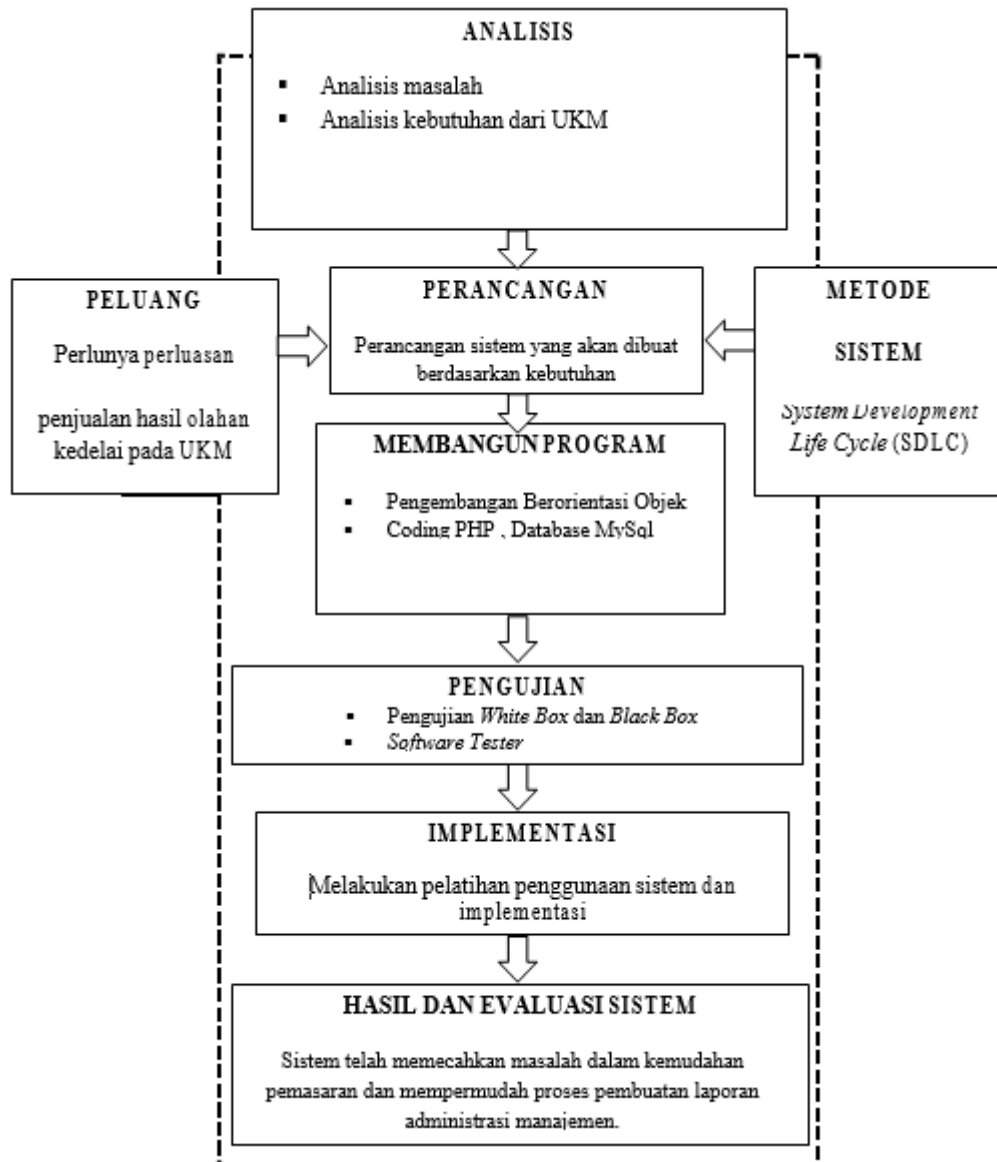 ANALISIS
▪ Analisis masalah
▪ Analisis kebutuhan dari UKM
PELUANG
Perlunya perluasan
penjualan hasil olahan
kedelai pada UKM
PERANCANGAN
Perancangan sistem yang akan dibuat
berdasarkan kebutuhan
METODE
SISTEM
System Development
Life Cycle (SDLC)
MEMBANGUN PROGRAM
▪ Pengembangan Berorientasi Objek
▪ Coding PHP , Database MySql
PENGUJIAN
▪ Pengujian White Box dan Black Box
▪ Software Tester
IMPLEMENTASI
Melakukan pelatihan penggunaan sistem dan
implementasi
HASIL DAN EVALUASI SISTEM
Sistem telah memecahkan masalah dalam kemudahan
pemasaran dan mempermudah proses pembuatan laporan
administrasi manajemen.